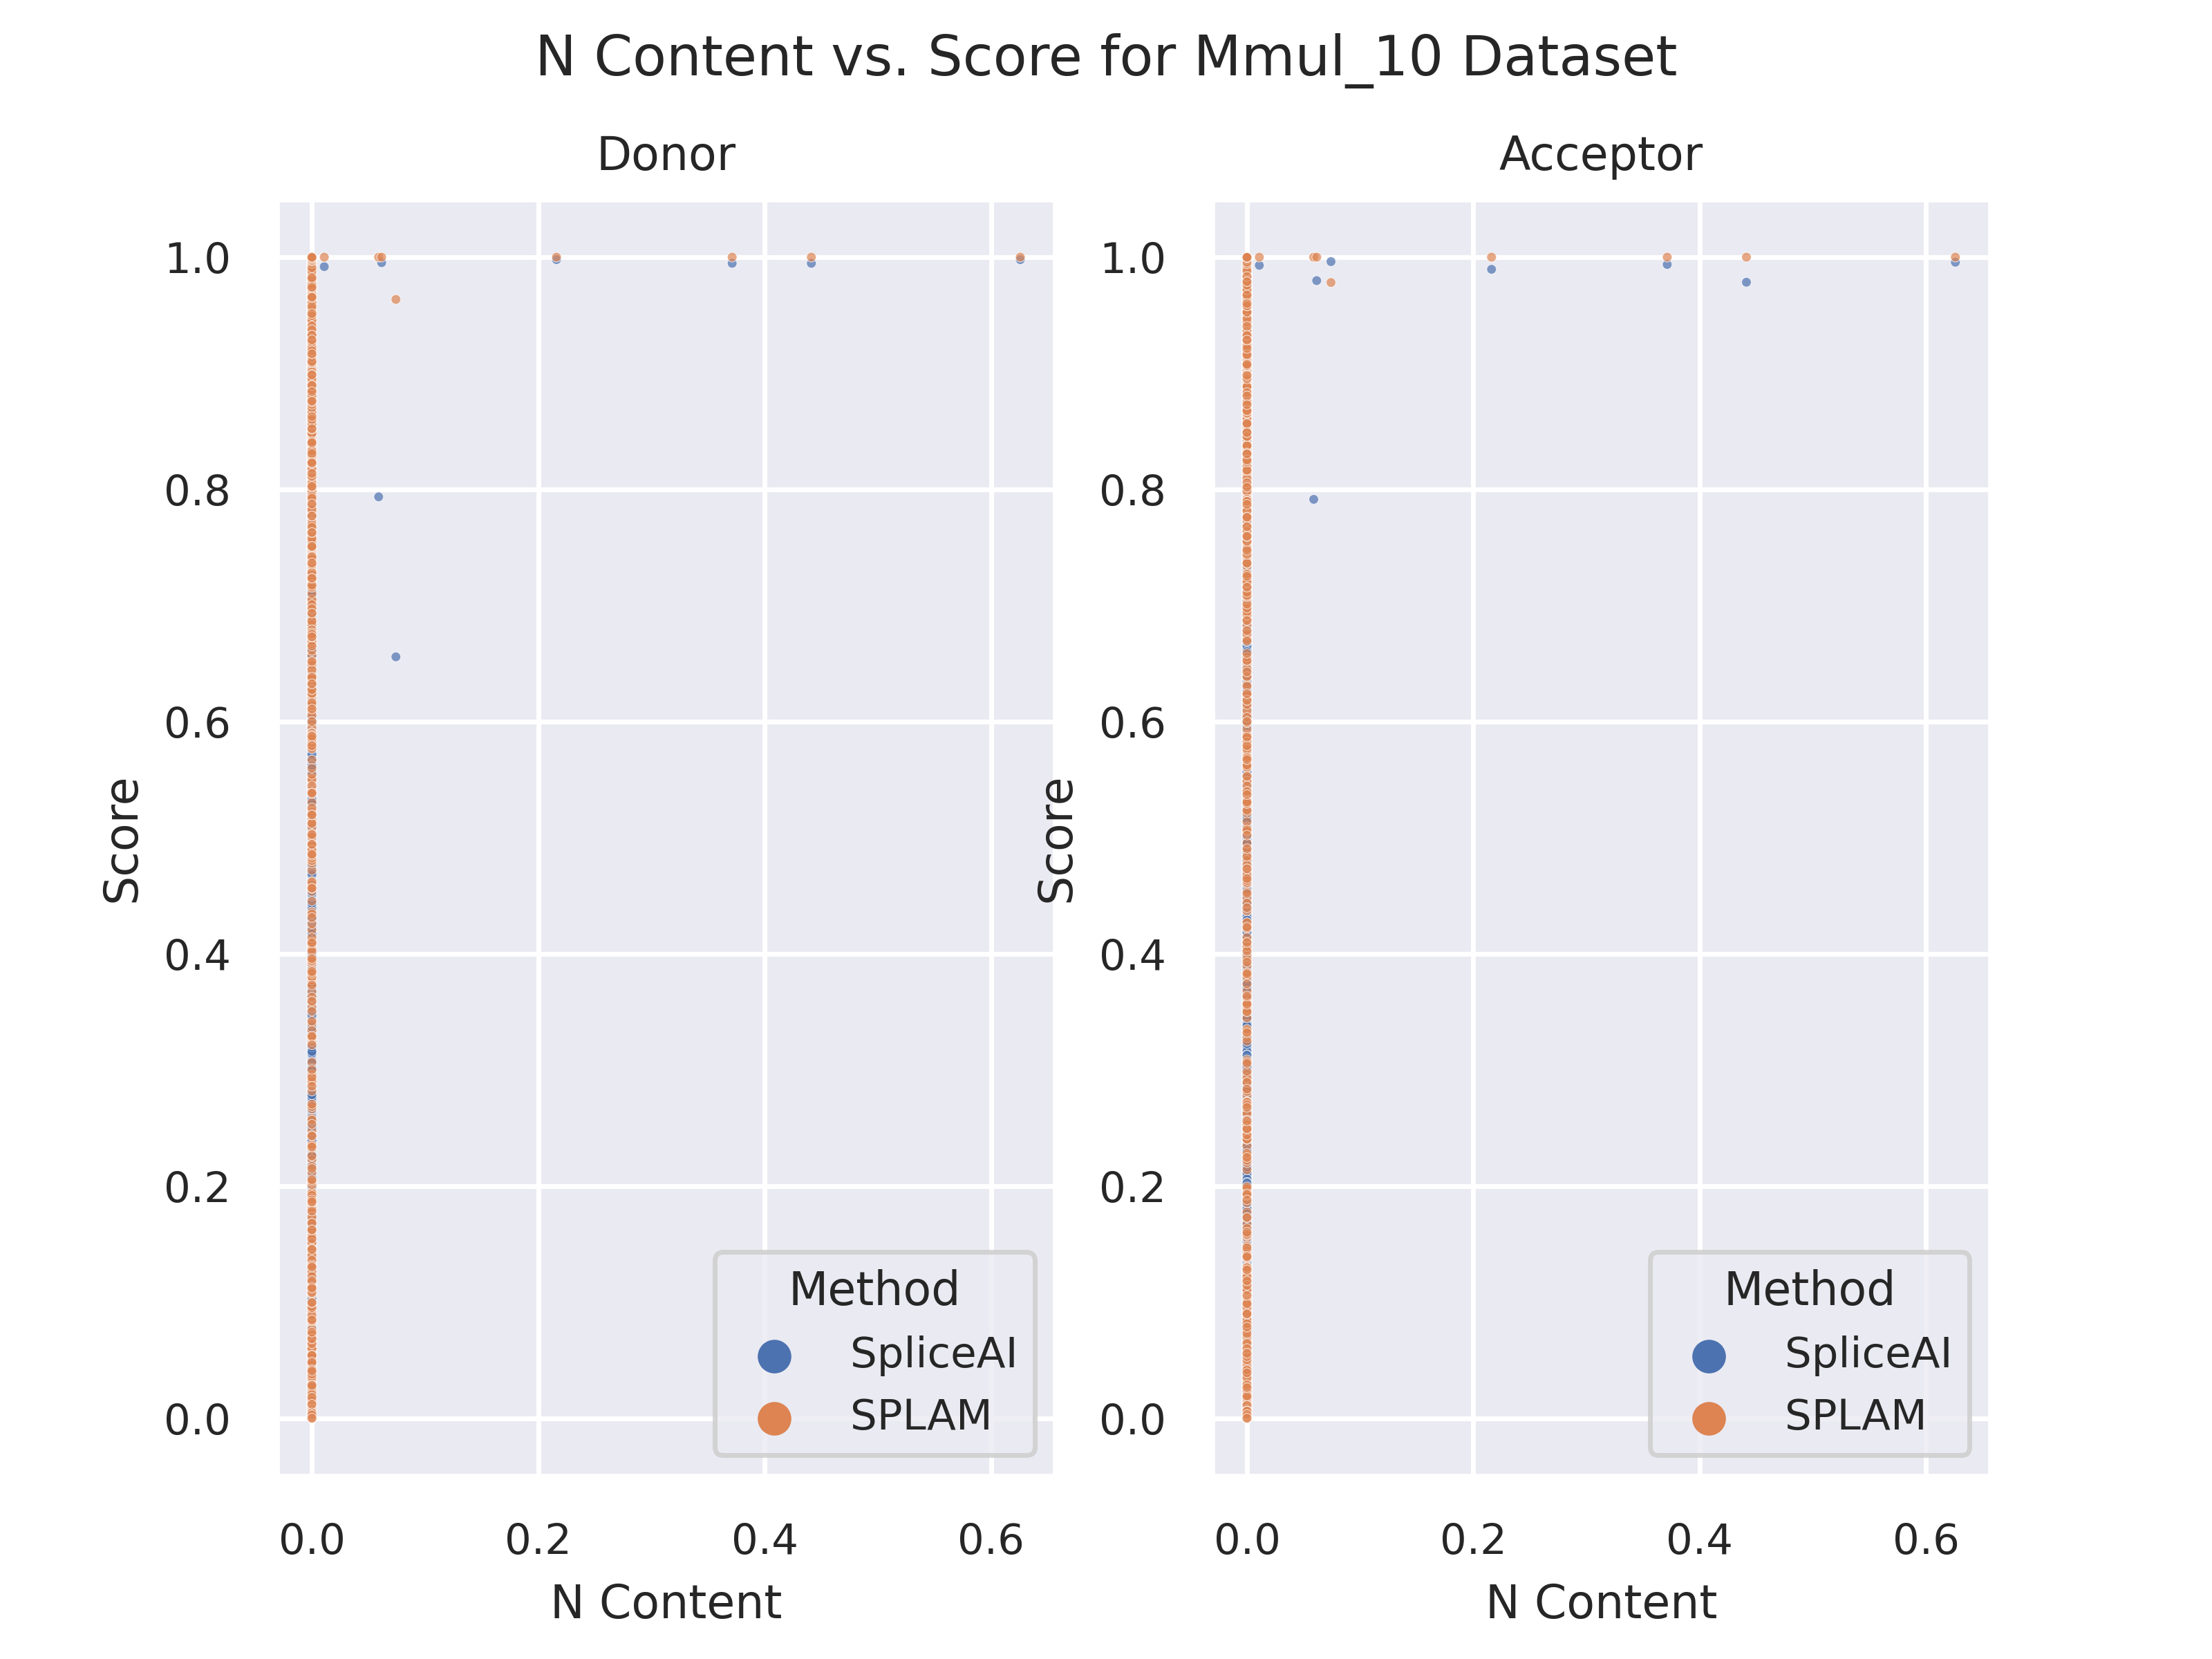 N Content vs. Score for Mmul_10 Dataset
Donor
1.0
0.8
0.6
0.4
0.2
0.0
Score
Method
SpliceAI
SPLAM
0.0 0.2 0.4 0.6
N Content
Acceptor
1.0
0.8
0.6
0.4
0.2
0.0
Score
Method
SpliceAI
SPLAM
0.0 0.2 0.4 0.6
N Content